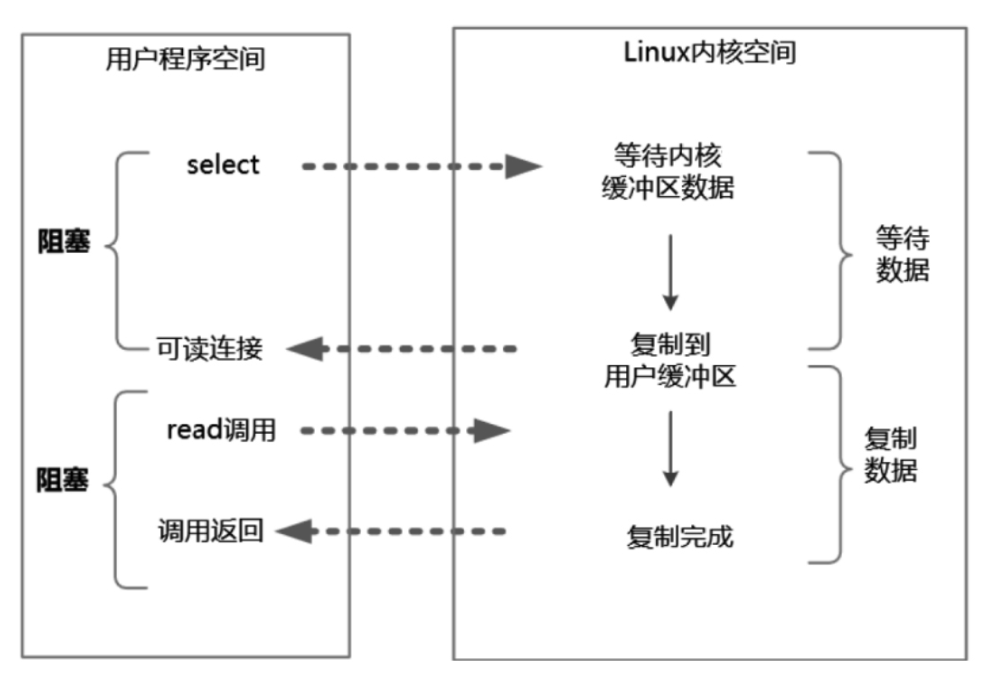 用户程序空间
select
阻塞
可读连接
read调用
阻塞
调用返回
Linux内核空间
等待内核
缓冲区数据
等待
数据
复制到
用户缓冲区
复制
数据
复制完成